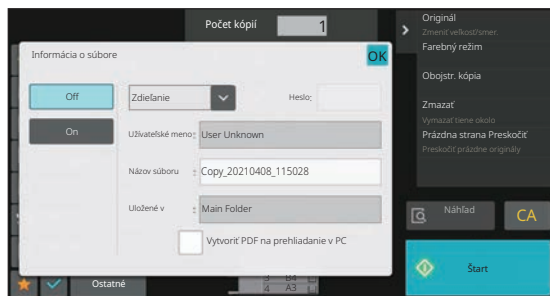 Počet kópií 1
Informácia o súbore
OK
Off
On
Zdieľanie
Heslo:
Užívateľské meno: User Unknown
Názov súboru : Copy_20210408_115028
Uložené v : Main Folder
Vytvoriť PDF na prehliadanie v PC
Ostatné
3 B4
4 A3
Originál
Zmeniť veľkosť/smer.
Farebný režim
Obojstr. kópia
Zmazať
Vymazať tiene okolo
Prázdna strana Preskočiť
Preskočiť prázdne originály
Náhľad
CA
Štart